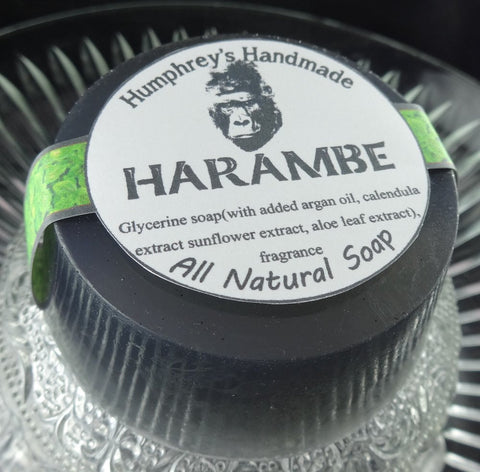 Humphrey's Handmade
HARAMBE
Glycerine soap(with added argan oil, calendula
extract sunflower extract, aloe leaf extract),
fragrance
All Natural Soap